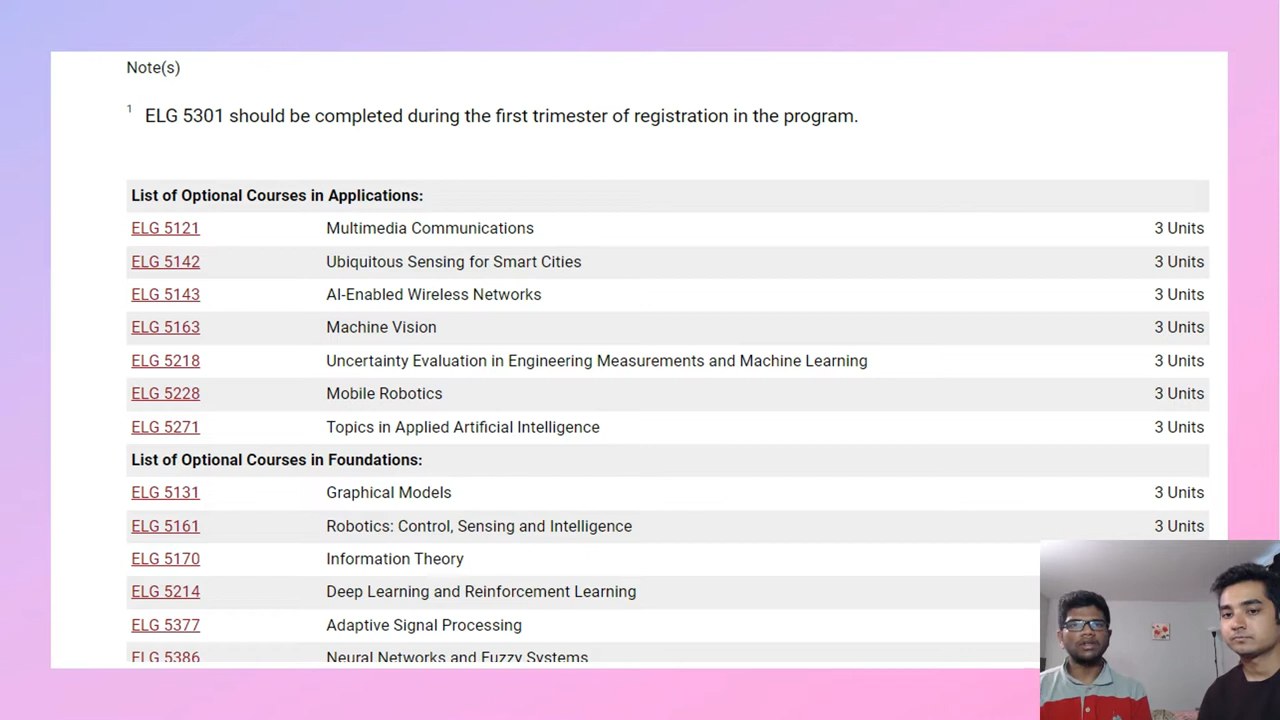 Note(s)
1 ELG 5301 should be completed during the first trimester of registration in the program.
List of Optional Courses in Applications:
ELG 5121 Multimedia Communications 3 Units
ELG 5142 Ubiquitous Sensing for Smart Cities 3 Units
ELG 5143 AI-Enabled Wireless Networks 3 Units
ELG 5163 Machine Vision 3 Units
ELG 5218 Uncertainty Evaluation in Engineering Measurements and Machine Learning 3 Units
ELG 5228 Mobile Robotics 3 Units
ELG 5271 Topics in Applied Artificial Intelligence 3 Units
List of Optional Courses in Foundations:
ELG 5131 Graphical Models 3 Units
ELG 5161 Robotics: Control, Sensing and Intelligence 3 Units
ELG 5170 Information Theory
ELG 5214 Deep Learning and Reinforcement Learning
ELG 5377 Adaptive Signal Processing
ELG 5386 Neural Networks and Fuzzy Systems